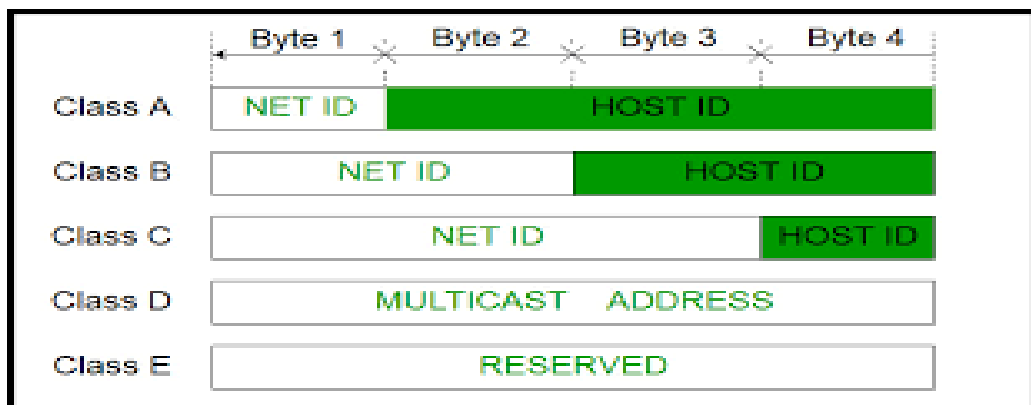 Byte 1 Byte 2 Byte 3 Byte 4
Class A NET ID HOST ID
Class B NET ID HOST ID
Class C NET ID HOST ID
Class D MULTICAST ADDRESS
Class E RESERVED